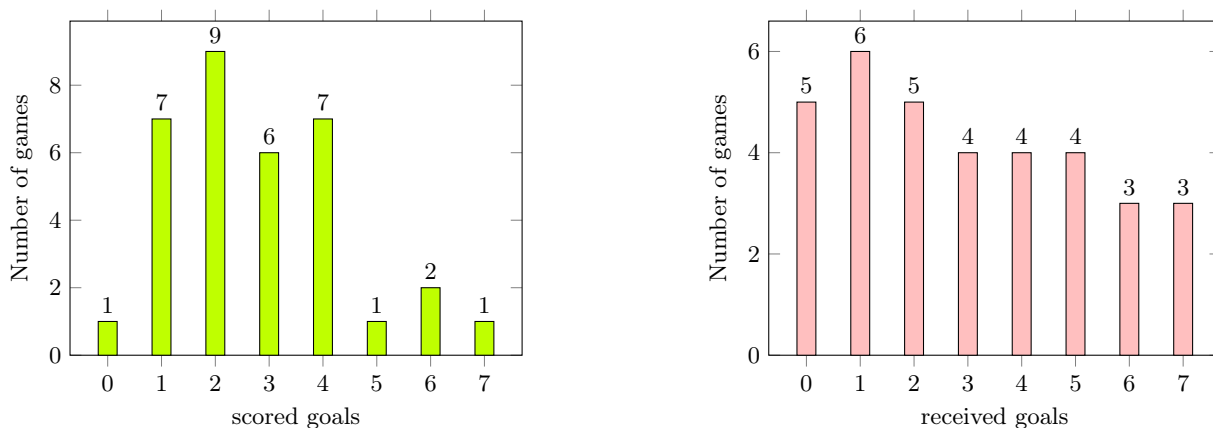 1 7 9 6 7 1 2 1
8
6
4
2
0
0 1 2 3 4 5 6 7
scored goals
Number of games
5 6 5 4 4 4 3 3
6
4
2
0
0 1 2 3 4 5 6 7
received goals
Number of games